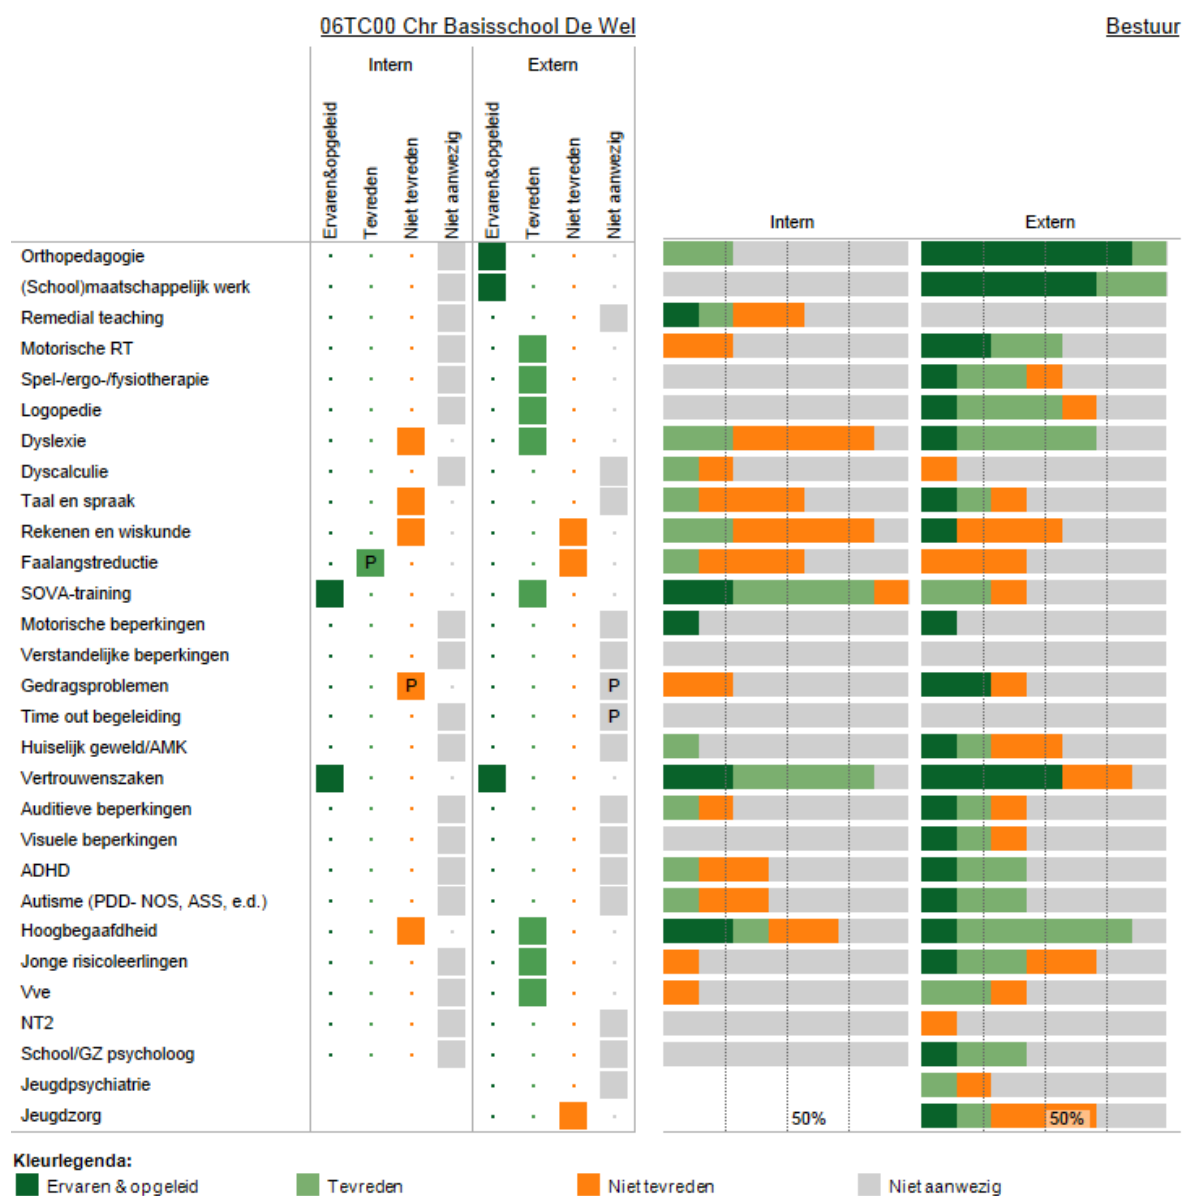 06TC00 Chr Basisschool De Wel
Bestuur
Intern
Extern
Ervaren&opgeleid
Tevreden
Niet tevreden
Niet aanwezig
Ervaren&opgeleid
Tevreden
Niet tevreden
Niet aanwezig
Intern
Extern
Orthopedagogie
(School)maatschappelijk werk
Remedial teaching
Motorische RT
Spel-/ergo-/fysiotherapie
Logopedie
Dyslexie
Dyscalculie
Taal en spraak
Rekenen en wiskunde
Faalangstreductie P
SOVA-training
Motorische beperkingen
Verstandelijke beperkingen
Gedragsproblemen P P
Time out begeleiding P
Huiselijk geweld/AMK
Vertrouwenszaken
Auditieve beperkingen
Visuele beperkingen
ADHD
Autisme (PDD- NOS, ASS, e.d.)
Hoogbegaafdheid
Jonge risicoleerlingen
Vve
NT2
School/GZ psycholoog
Jeugdpsychiatrie
Jeugdzorg 50% 50%
Kleurlegenda:
Ervaren & opgeleid Tevreden Niet tevreden Niet aanwezig